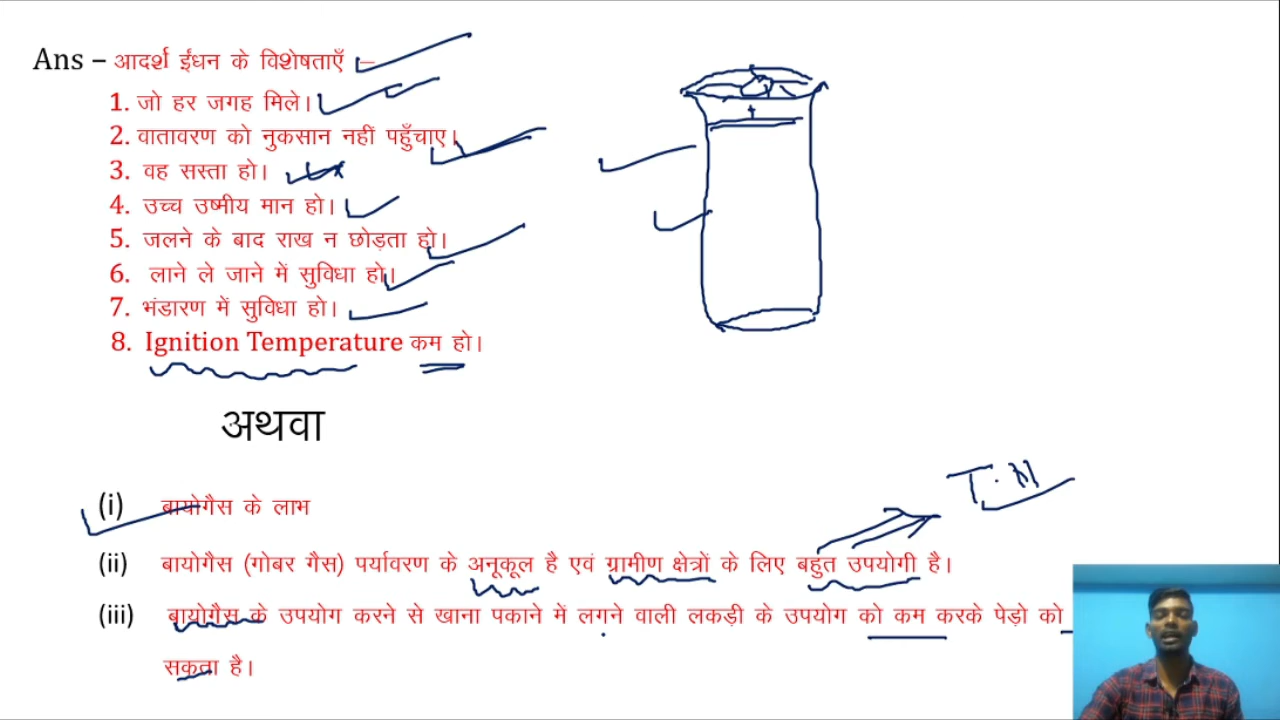 Ans – आदर्श ईंधन के विशेषताएँ –
1. जो हर जगह मिले।
2. वातावरण को नुकसान नहीं पहुँचाए।
3. वह सस्ता हो।
4. उच्च उष्मीय मान हो।
5. जलने के बाद राख न छोड़ता हो।
6. लाने ले जाने में सुविधा हो।
7. भंडारण में सुविधा हो।
8. Ignition Temperature कम हो।
अथवा
(i) बायोगैस के लाभ
(ii) बायोगैस (गोबर गैस) पर्यावरण के अनूकूल है एवं ग्रामीण क्षेत्रों के लिए बहुत उपयोगी है।
(iii) बायोगैस के उपयोग करने से खाना पकाने में लगने वाली लकड़ी के उपयोग को कम करके पेड़ो को
सकता है।